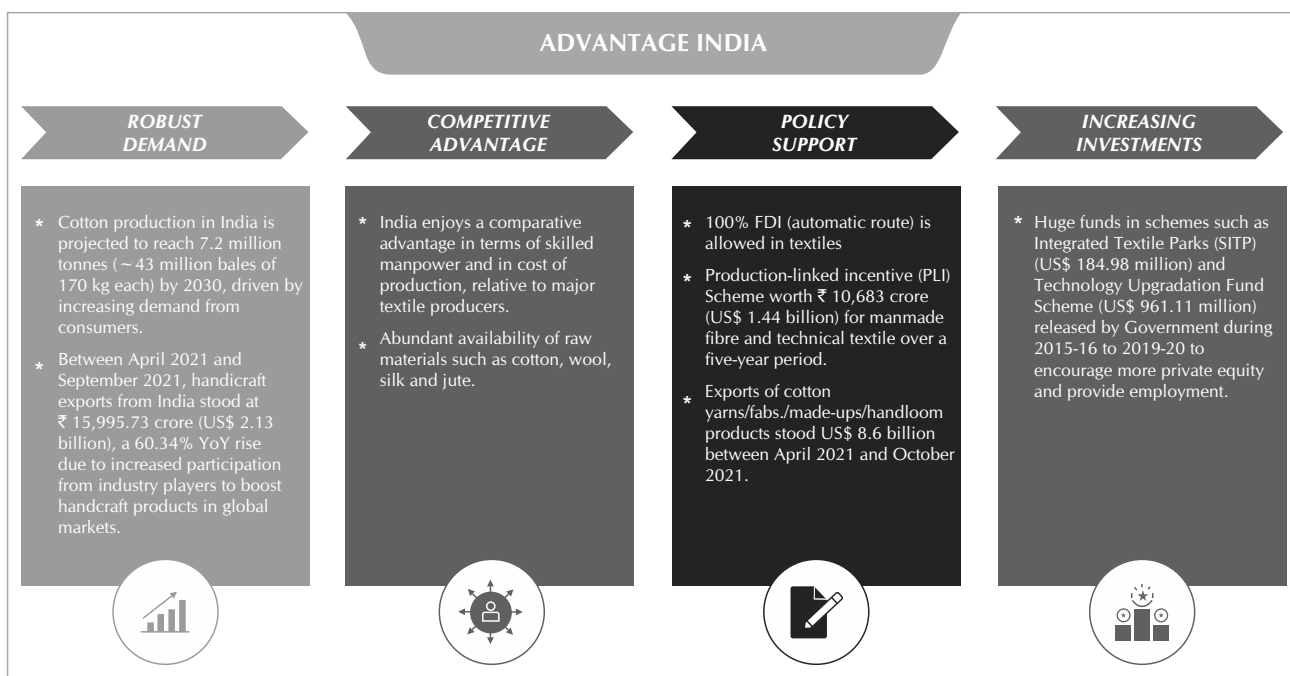 ADVANTAGE INDIA
ROBUST
DEMAND
* Cotton production in India is
projected to reach 7.2 million
tonnes (~43 million bales of
170 kg each) by 2030, driven by
increasing demand from
consumers.
* Between April 2021 and
September 2021, handicraft
exports from India stood at
₹ 15,995.73 crore (US$ 2.13
billion), a 60.34% YoY rise
due to increased participation
from industry players to boost
handcraft products in global
markets.
COMPETITIVE
ADVANTAGE
* India enjoys a comparative
advantage in terms of skilled
manpower and in cost of
production, relative to major
textile producers.
* Abundant availability of raw
materials such as cotton, wool,
silk and jute.
POLICY
SUPPORT
* 100% FDI (automatic route) is
allowed in textiles
* Production-linked incentive (PLI)
Scheme worth ₹ 10,683 crore
(US$ 1.44 billion) for manmade
fibre and technical textile over a
five-year period.
* Exports of cotton
yarns/fabs./made-ups/handloom
products stood US$ 8.6 billion
between April 2021 and October
2021.
INCREASING
INVESTMENTS
* Huge funds in schemes such as
Integrated Textile Parks (SITP)
(US$ 184.98 million) and
Technology Upgradation Fund
Scheme (US$ 961.11 million)
released by Government during
2015-16 to 2019-20 to
encourage more private equity
and provide employment.